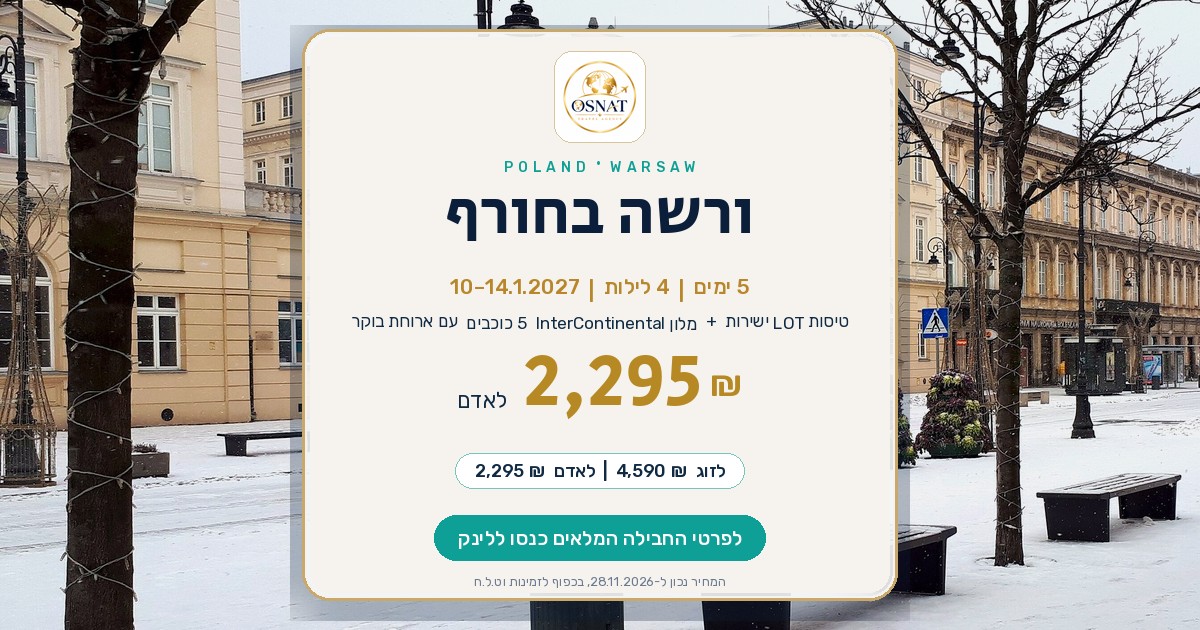 OSNAT
TRAVEL AGENCY
POLAND • WARSAW
ורשה בחורף
5 ימים | 4 לילות | 10–14.1.2027
טיסות LOT ישירות + מלון InterContinental 5 כוכבים עם ארוחת בוקר
₪ 2,295 לאדם
לזוג ₪ 4,590 | לאדם ₪ 2,295
לפרטי החבילה המלאים כנסו ללינק
המחיר נכון ל-28.11.2026, בכפוף לזמינות וט.ל.ח